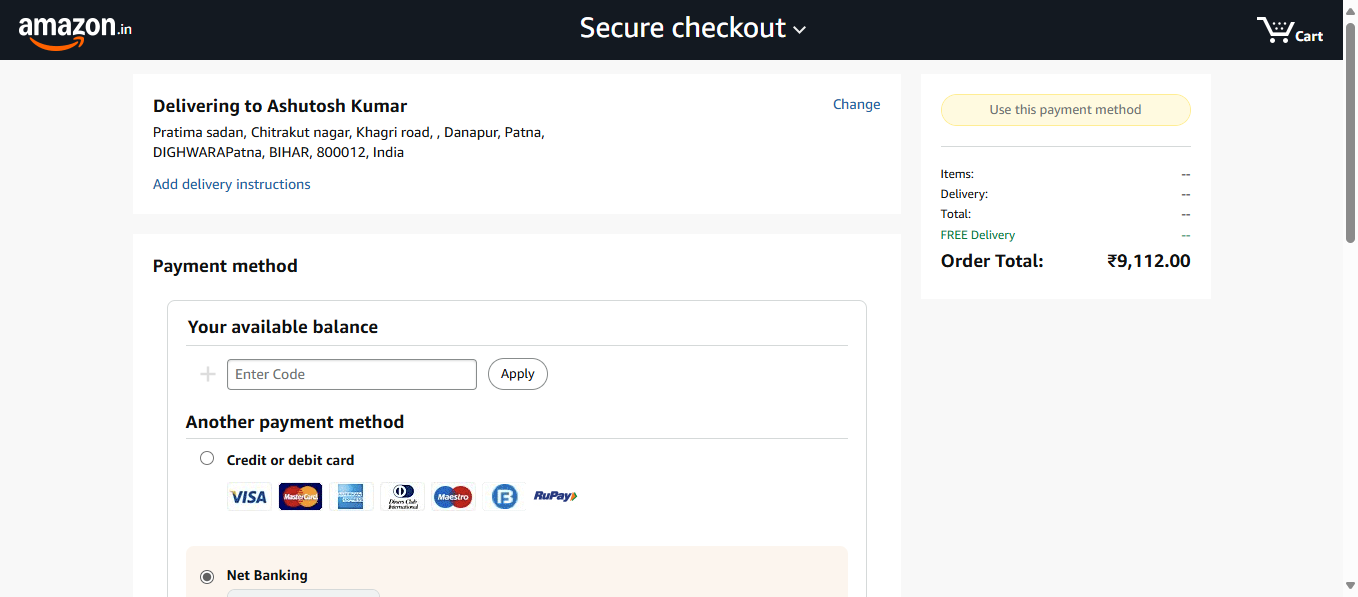 amazon.in
Secure checkout
Cart
Delivering to Ashutosh Kumar
Change
Pratima sadan, Chitrakut nagar, Khagri road, , Danapur, Patna,
DIGHWARAPatna, BIHAR, 800012, India
Add delivery instructions
Use this payment method
Items: --
Delivery: --
Total: --
FREE Delivery --
Order Total: ₹9,112.00
Payment method
Your available balance
Enter Code
Apply
Another payment method
Credit or debit card
VISA
MasterCard
AMERICAN EXPRESS
Diners Club International
Maestro
RuPay
Net Banking